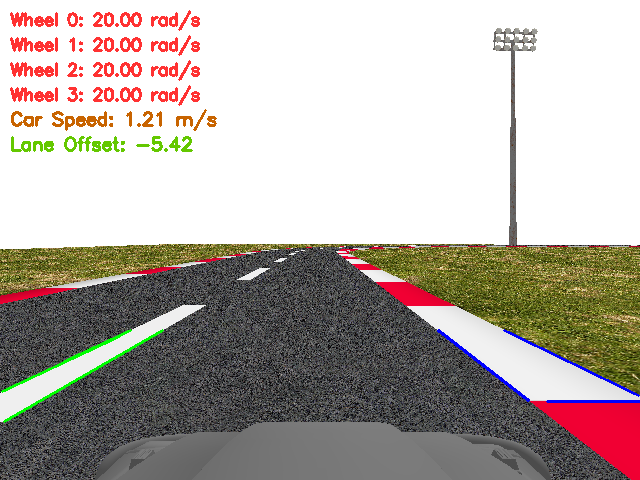 Wheel 0: 20.00 rad/s
Wheel 1: 20.00 rad/s
Wheel 2: 20.00 rad/s
Wheel 3: 20.00 rad/s
Car Speed: 1.21 m/s
Lane Offset: -5.42